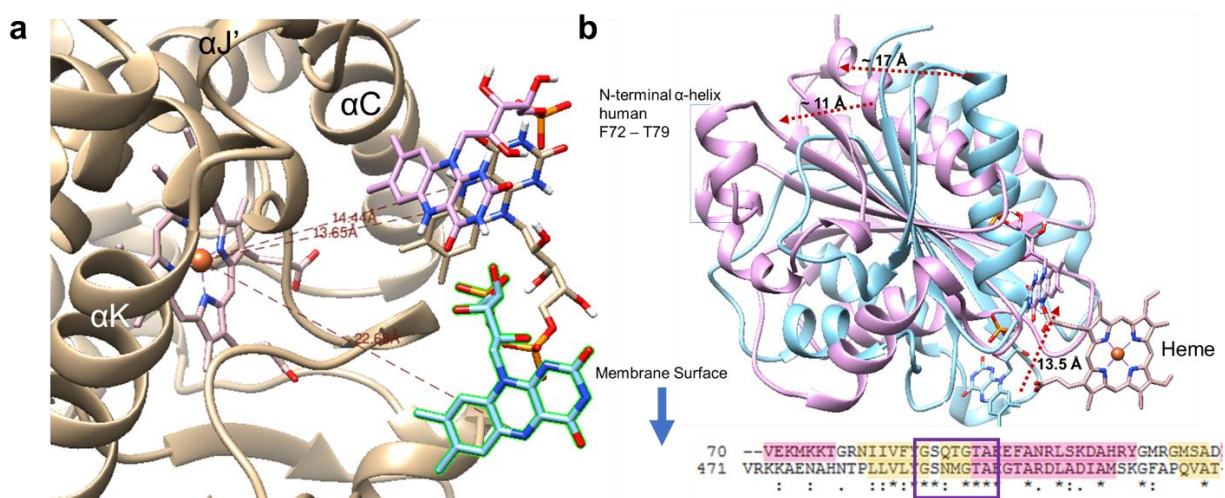 a
αJ'
αC
αK
14.44Å
13.65Å
22.68Å
b
~ 17 Å
~ 11 Å
N-terminal α-helix
human
F72 – T79
Membrane Surface
13.5 Å
Heme
70 --VEKMKKTGRNIIVFYGSQTGTAEEFANRLSKDAHRYGMRGMSAD
471 VRKKAENAHNTPLLVLYGSNMGTAEGTARDLADIAMSKGFAPQVAT-